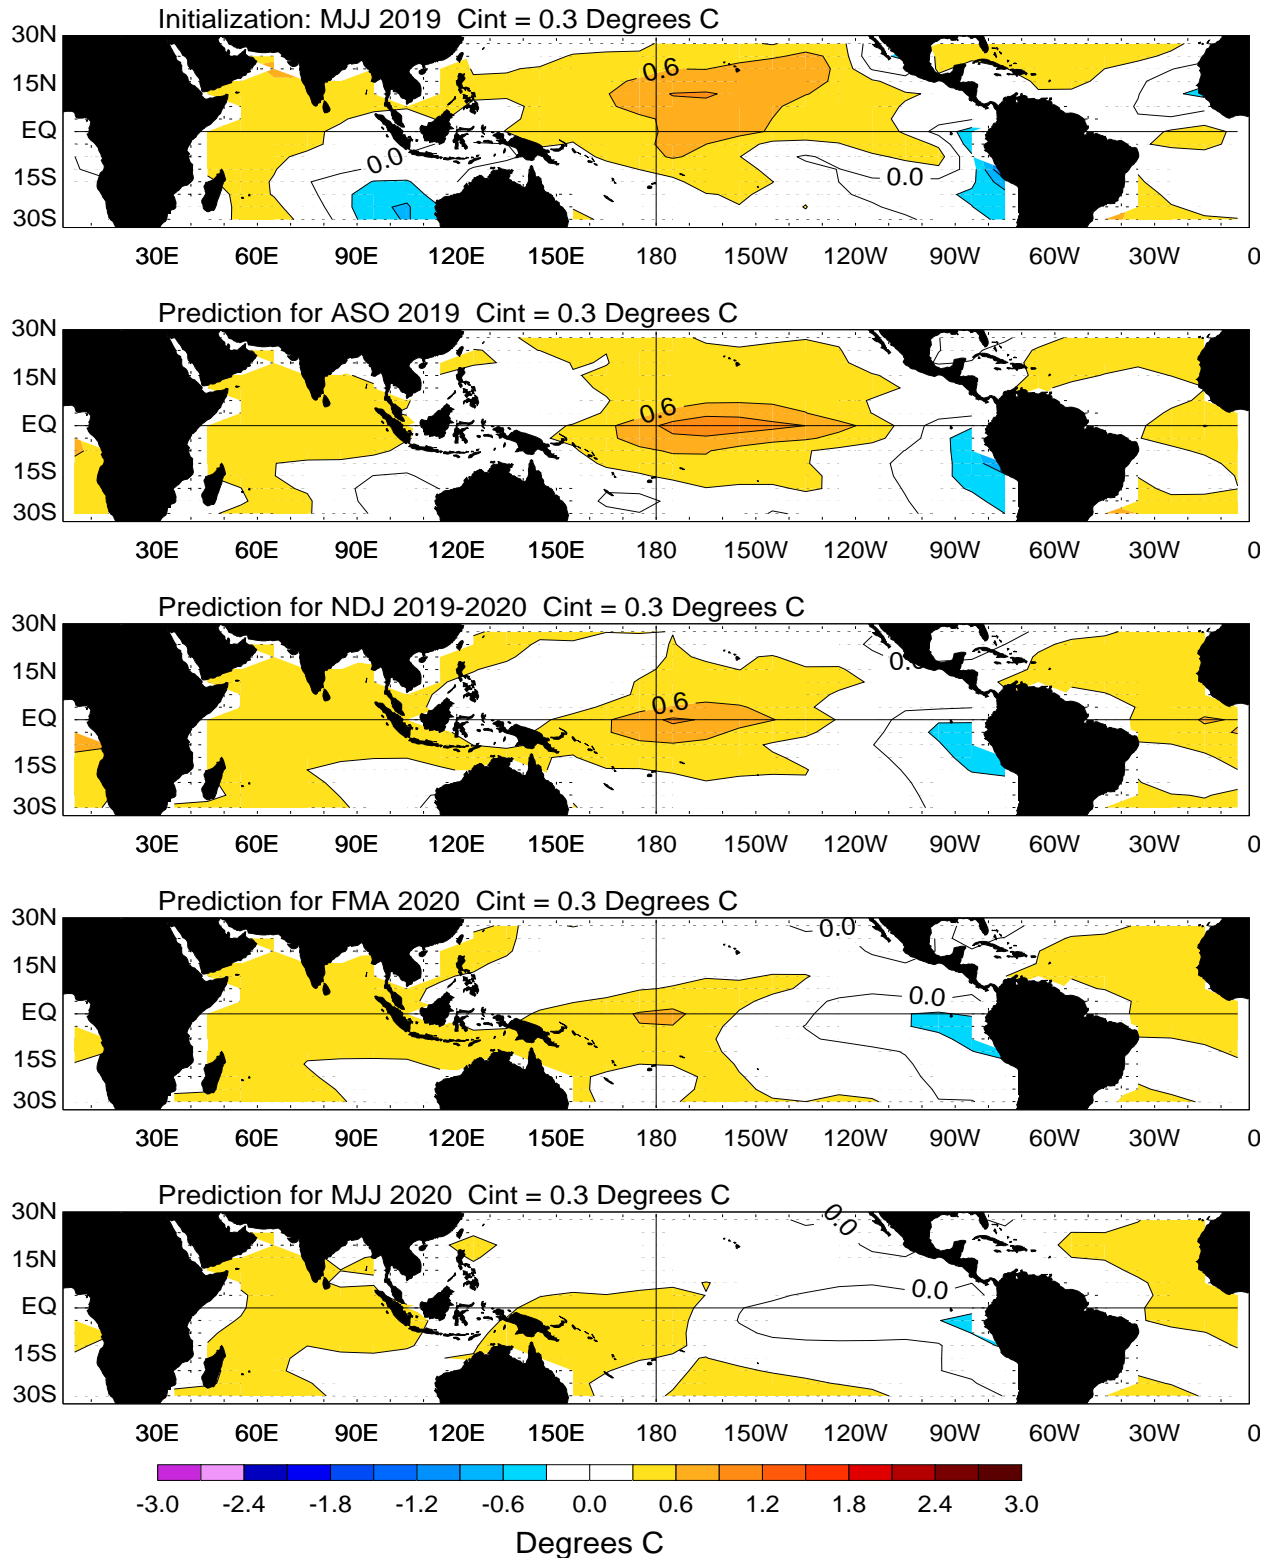 Initialization: MJJ 2019 Cint = 0.3 Degrees C
30N
15N
EQ
15S
30S
0.6
0.0
0.0
30E 60E 90E 120E 150E 180 150W 120W 90W 60W 30W 0
Prediction for ASO 2019 Cint = 0.3 Degrees C
30N
15N
EQ
15S
30S
0.6
30E 60E 90E 120E 150E 180 150W 120W 90W 60W 30W 0
Prediction for NDJ 2019-2020 Cint = 0.3 Degrees C
30N
15N
EQ
15S
30S
0.0
0.6
30E 60E 90E 120E 150E 180 150W 120W 90W 60W 30W 0
Prediction for FMA 2020 Cint = 0.3 Degrees C
30N
15N
EQ
15S
30S
0.0
0.0
30E 60E 90E 120E 150E 180 150W 120W 90W 60W 30W 0
Prediction for MJJ 2020 Cint = 0.3 Degrees C
30N
15N
EQ
15S
30S
0.0
0.0
30E 60E 90E 120E 150E 180 150W 120W 90W 60W 30W 0
-3.0 -2.4 -1.8 -1.2 -0.6 0.0 0.6 1.2 1.8 2.4 3.0
Degrees C